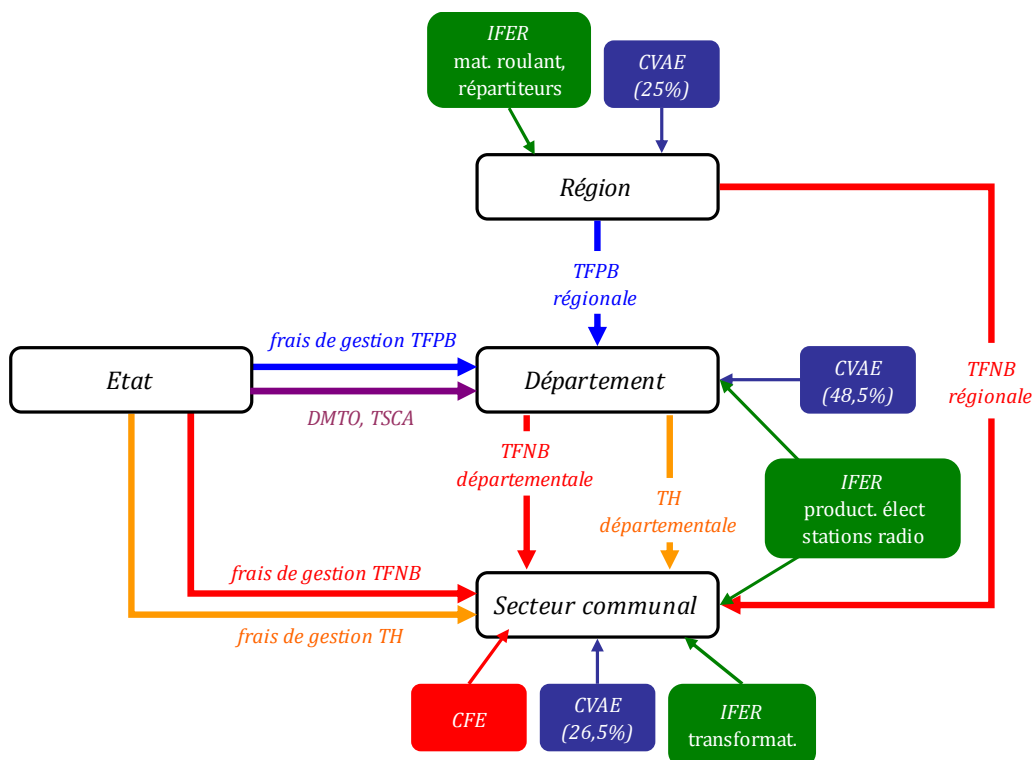 IFER
mat. roulant,
répartiteurs
CVAE
(25%)
Région
TFPB
régionale
frais de gestion TFPB
Etat
Département
CVAE
(48,5%)
TFNB
régionale
DMTO, TSCA
TFNB
départementale
TH
départementale
IFER
product. élect
stations radio
frais de gestion TFNB
Secteur communal
frais de gestion TH
CFE
CVAE
(26,5%)
IFER
transformat.